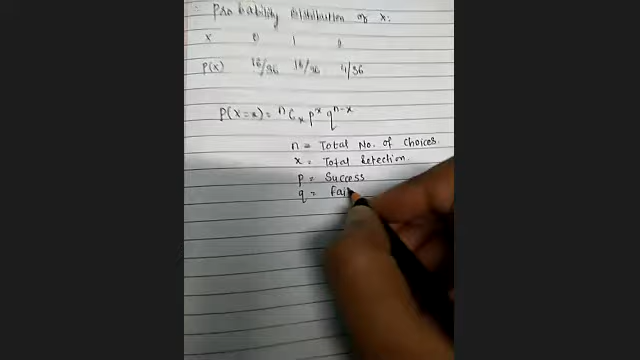 Probability Distribution of X:
X 0 1 2
P(X) 16/36 16/36 4/36
P(X=x) = ⁿCₓ pˣ qⁿ⁻ˣ
n = Total No. of Choices.
x = Total Selection.
p = Success
q = fail